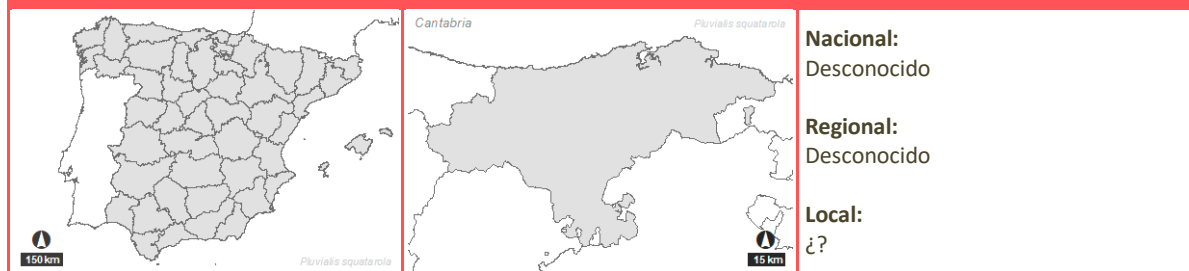 150 km
Pluvialis squatarola
Cantabria
Pluvialis squatarola
15 km
Nacional:
Desconocido
Regional:
Desconocido
Local:
¿?